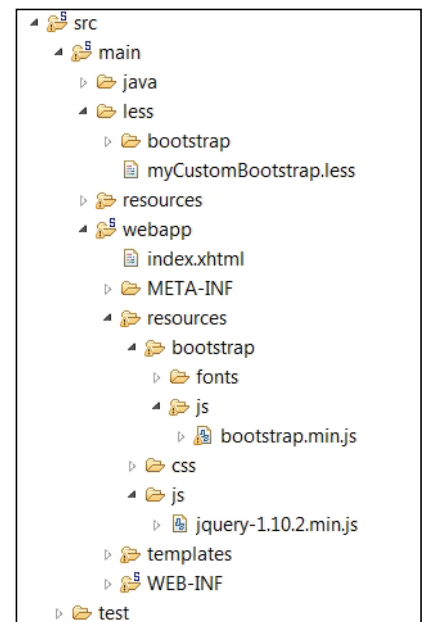 src
main
java
less
bootstrap
myCustomBootstrap.less
resources
webapp
index.xhtml
META-INF
resources
bootstrap
fonts
js
bootstrap.min.js
css
js
jquery-1.10.2.min.js
templates
WEB-INF
test